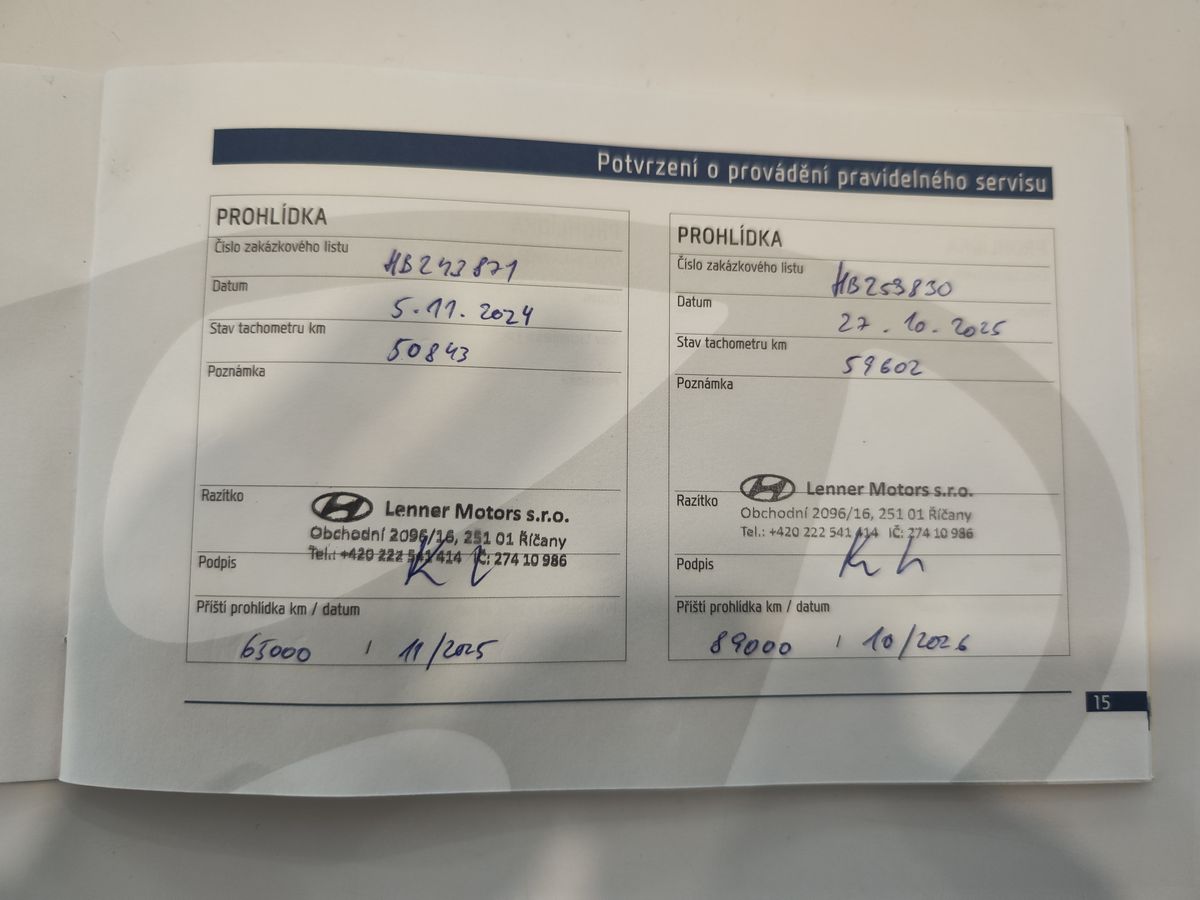 Potvrzení o provádění pravidelného servisu
PROHLÍDKA
Číslo zakázkového listu
HB243871
Datum
5.11.2024
Stav tachometru km
50843
Poznámka
Razítko
Lenner Motors s.r.o.
Obchodní 2096/16, 251 01 Říčany
Tel.: +420 222 541 414 IČ: 274 10 986
Podpis
Příští prohlídka km / datum
65000 / 11/2025
PROHLÍDKA
Číslo zakázkového listu
HB253830
Datum
27.10.2025
Stav tachometru km
59602
Poznámka
Razítko
Lenner Motors s.r.o.
Obchodní 2096/16, 251 01 Říčany
Tel.: +420 222 541 414 IČ: 274 10 986
Podpis
Příští prohlídka km / datum
89000 / 10/2026
15